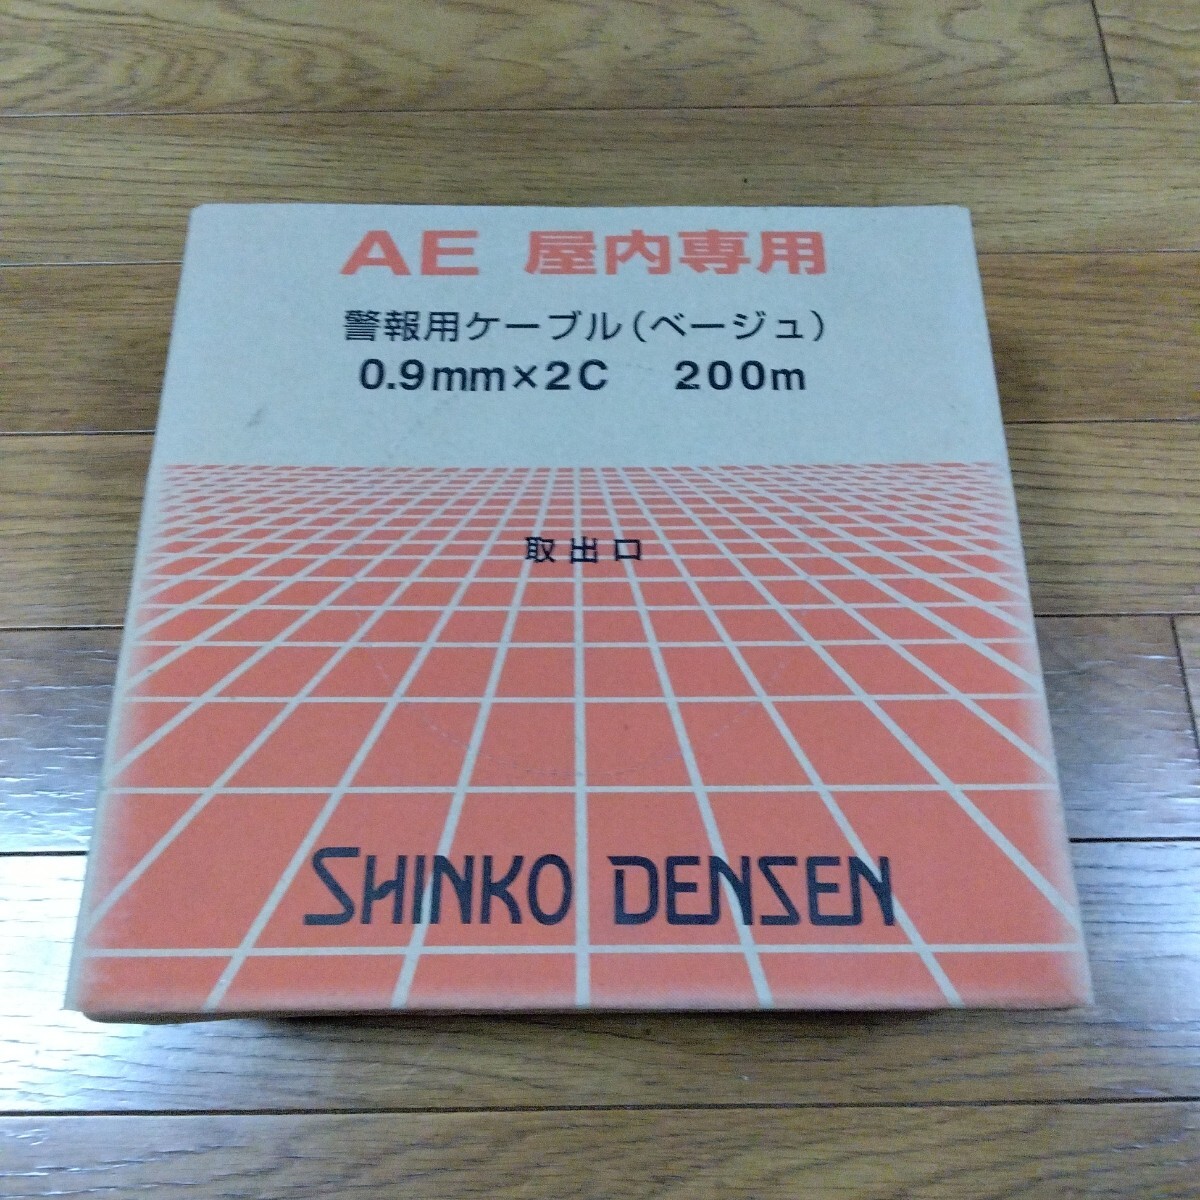 AE 屋内専用
警報用ケーブル(ベージュ)
0.9mm×2C 200m
取出口
SHINKO DENSEN